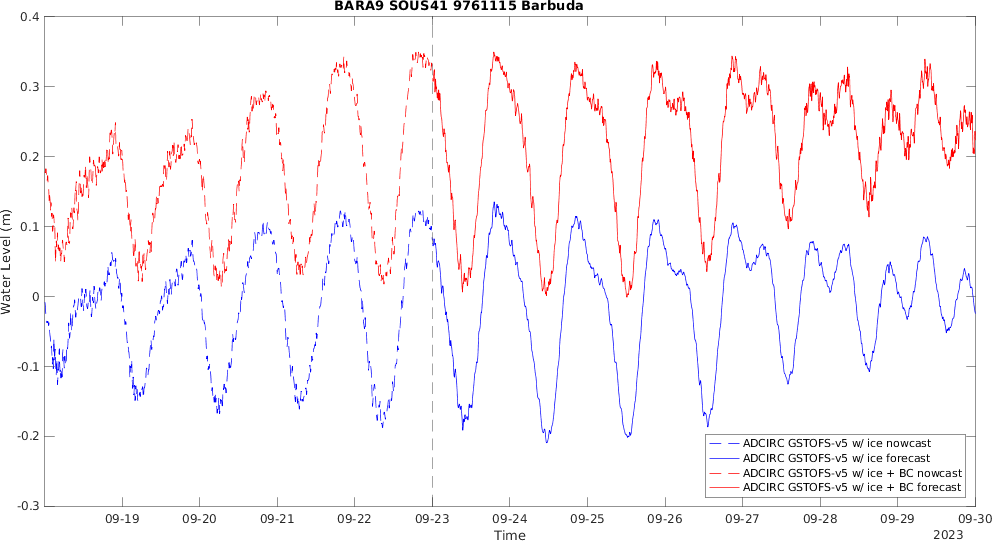 BARA9 SOUS41 9761115 Barbuda
Water Level (m)
0.4
0.3
0.2
0.1
0
-0.1
-0.2
-0.3
ADCIRC GSTOFS-v5 w/ ice nowcast
ADCIRC GSTOFS-v5 w/ ice forecast
ADCIRC GSTOFS-v5 w/ ice + BC nowcast
ADCIRC GSTOFS-v5 w/ ice + BC forecast
09-19 09-20 09-21 09-22 09-23 09-24 09-25 09-26 09-27 09-28 09-29 09-30
Time
2023